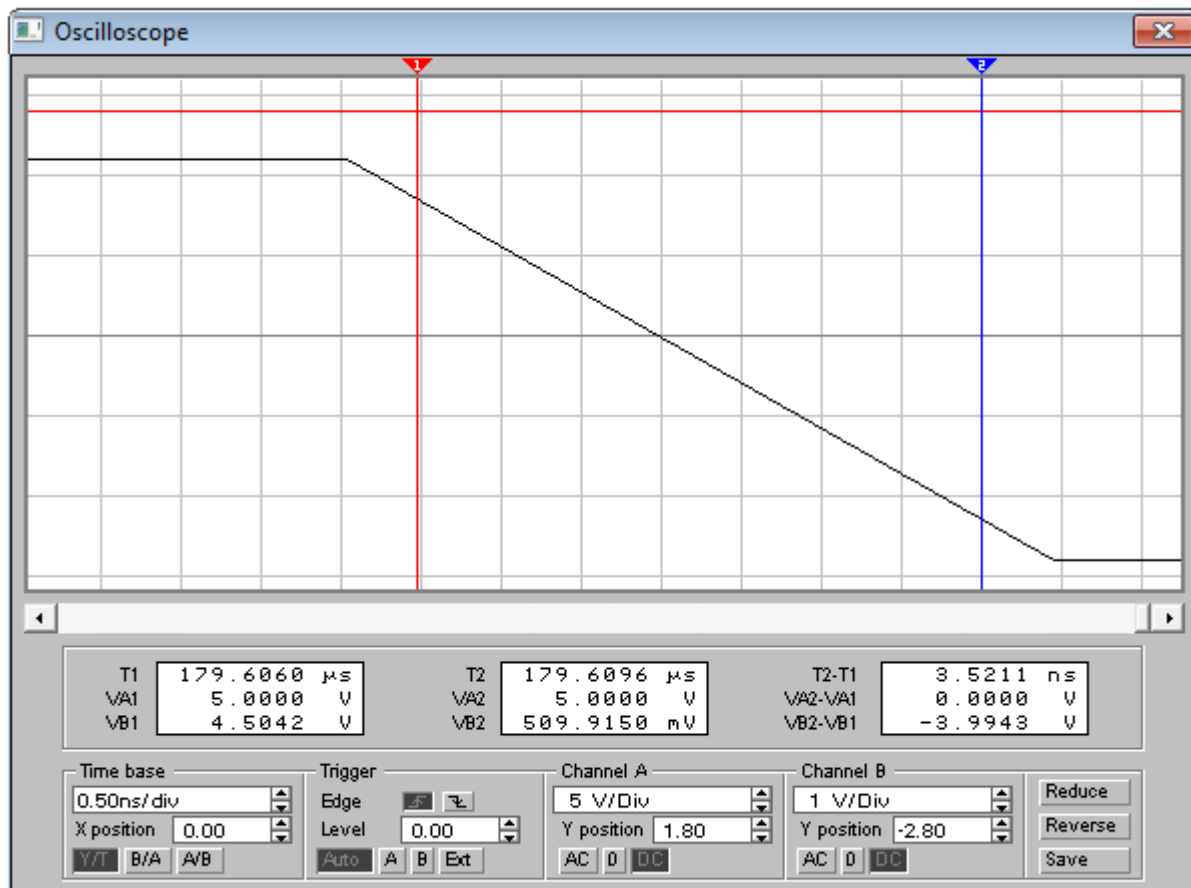 Oscilloscope
1 2
T1 179.6060 µs T2 179.6096 µs T2-T1 3.5211 ns
VA1 5.0000 V VA2 5.0000 V VA2-VA1 0.0000 V
VB1 4.5042 V VB2 509.9150 mV VB2-VB1 -3.9943 V
Time base Trigger Channel A Channel B
0.50ns/div Edge 5 V/Div 1 V/Div Reduce
X position 0.00 Level 0.00 Y position 1.80 Y position -2.80 Reverse
Y/T B/A A/B Auto A B Ext AC 0 DC AC 0 DC Save